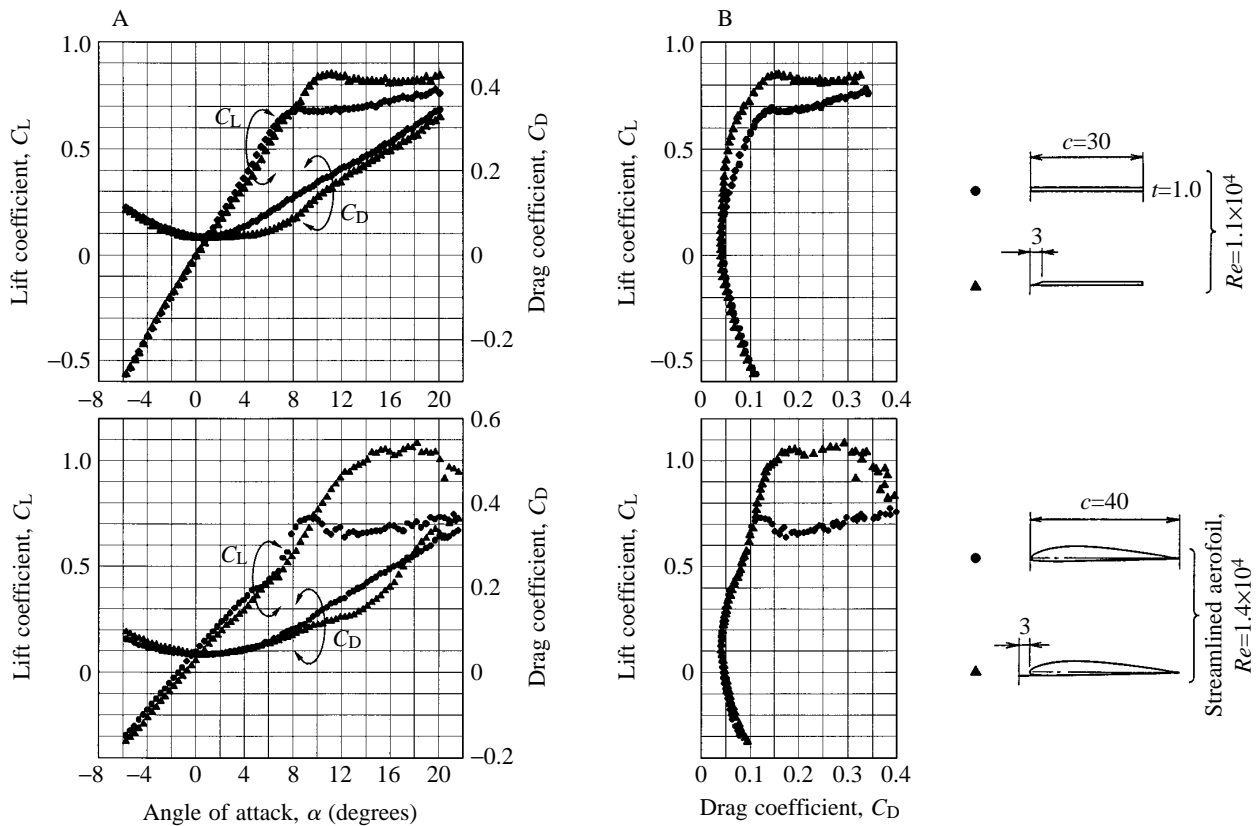 A
B
1.0
0.5
0
−0.5
Lift coefficient, CL
CL
CD
0.4
0.2
0
−0.2
Drag coefficient, CD
−8 −4 0 4 8 12 16 20
1.0
0.5
0
−0.5
Lift coefficient, CL
0 0.1 0.2 0.3 0.4
c=30
t=1.0
3
Re=1.1×10⁴
1.0
0.5
0
Lift coefficient, CL
CL
CD
0.6
0.4
0.2
0
−0.2
Drag coefficient, CD
−8 −4 0 4 8 12 16 20
Angle of attack, α (degrees)
1.0
0.5
0
Lift coefficient, CL
0 0.1 0.2 0.3 0.4
Drag coefficient, CD
c=40
3
Streamlined aerofoil,
Re=1.4×10⁴